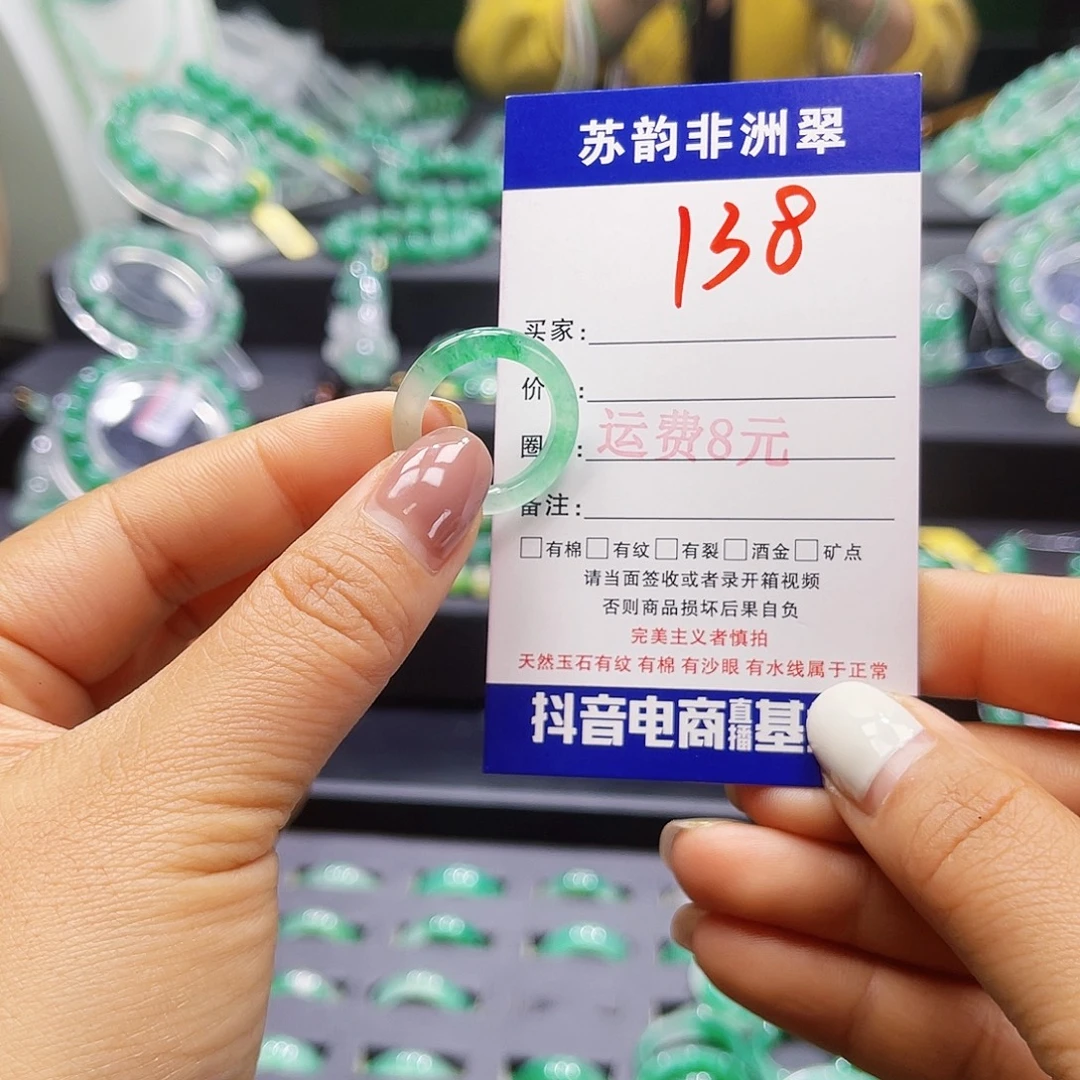 苏韵非洲翠
138
买家：
价 ：
圈 ：
运费8元
备注：
□有棉□有纹□有裂□洒金□矿点
请当面签收或者录开箱视频
否则商品损坏后果自负
完美主义者慎拍
天然玉石有纹 有棉 有沙眼 有水线属于正常
抖音电商直播基